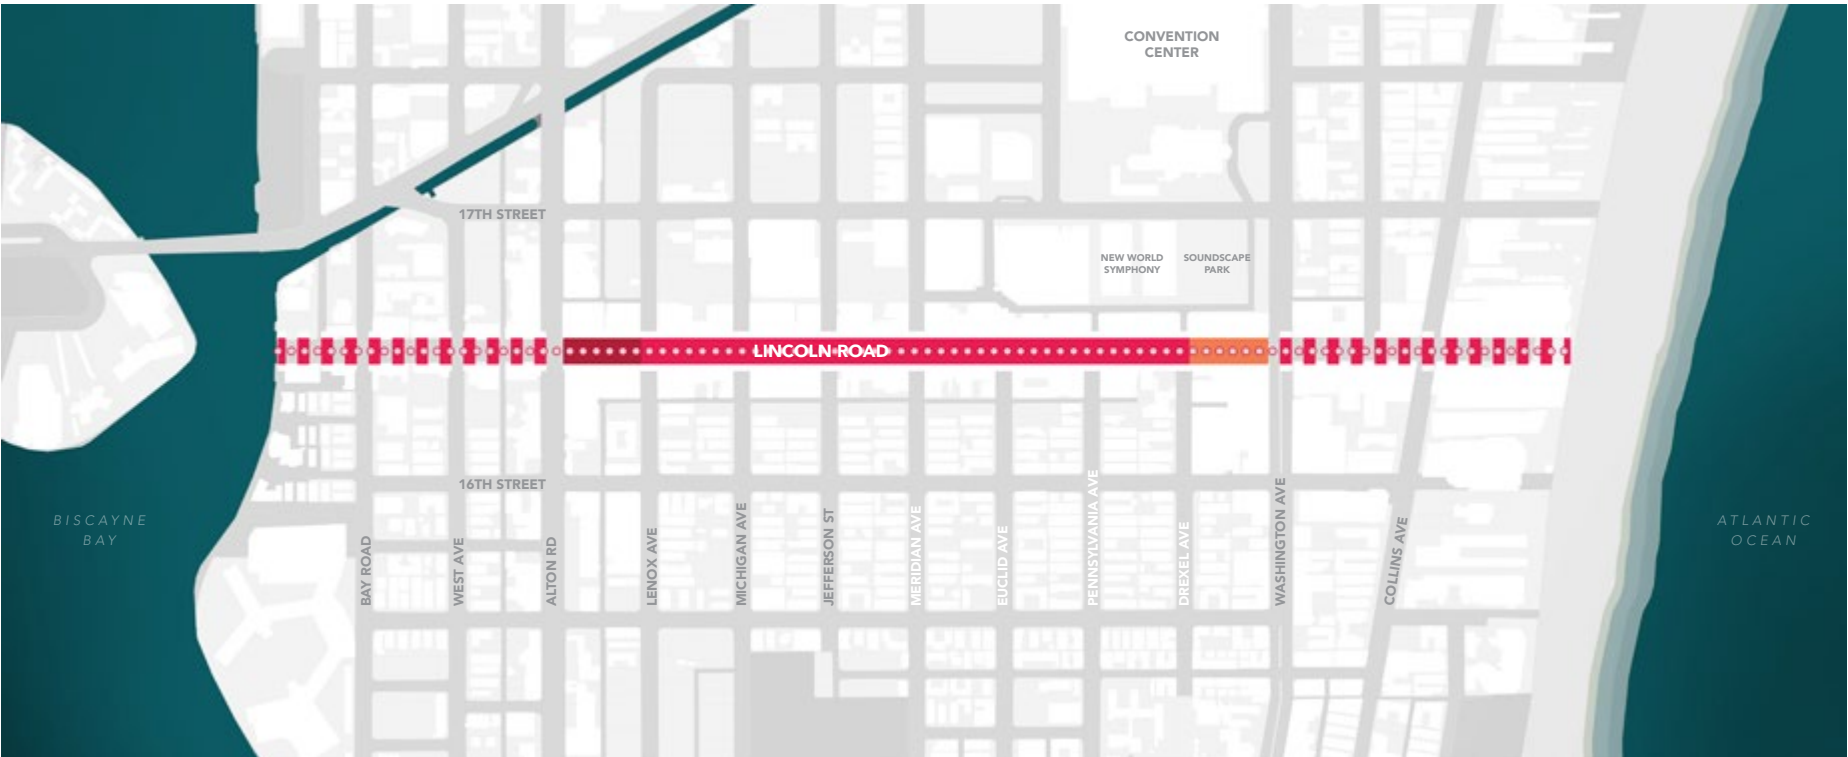 CONVENTION
CENTER
17TH STREET
NEW WORLD
SYMPHONY
SOUNDSCAPE
PARK
LINCOLN ROAD
16TH STREET
BISCAYNE
BAY
ATLANTIC
OCEAN
BAY ROAD
WEST AVE
ALTON RD
LENOX AVE
MICHIGAN AVE
JEFFERSON ST
MERIDIAN AVE
EUCLID AVE
PENNSYLVANIA AVE
DREXEL AVE
WASHINGTON AVE
COLLINS AVE